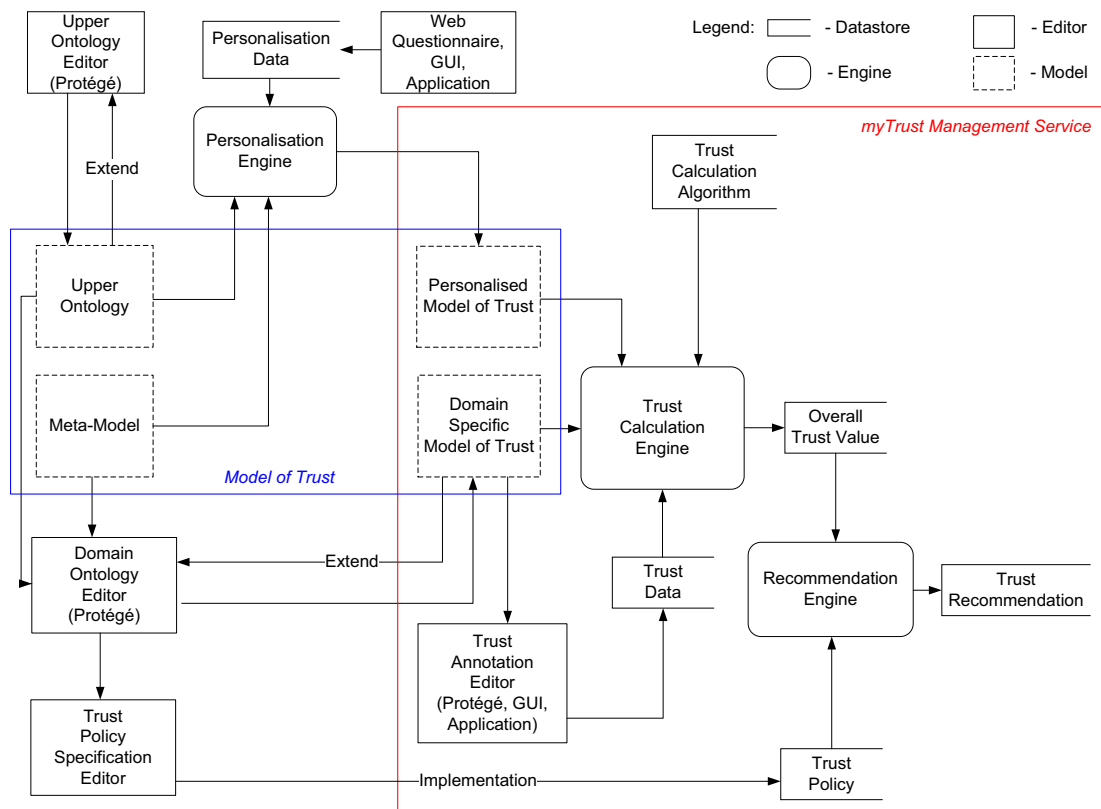 Upper
Ontology
Editor
(Protégé)
Personalisation
Data
Web
Questionnaire,
GUI,
Application
Legend:
- Datastore
- Editor
- Engine
- Model
myTrust Management Service
Personalisation
Engine
Extend
Trust
Calculation
Algorithm
Upper
Ontology
Personalised
Model of Trust
Meta-Model
Domain
Specific
Model of Trust
Trust
Calculation
Engine
Overall
Trust Value
Model of Trust
Domain
Ontology
Editor
(Protégé)
Extend
Trust
Data
Recommendation
Engine
Trust
Recommendation
Trust
Annotation
Editor
(Protégé, GUI,
Application)
Trust
Policy
Specification
Editor
Implementation
Trust
Policy